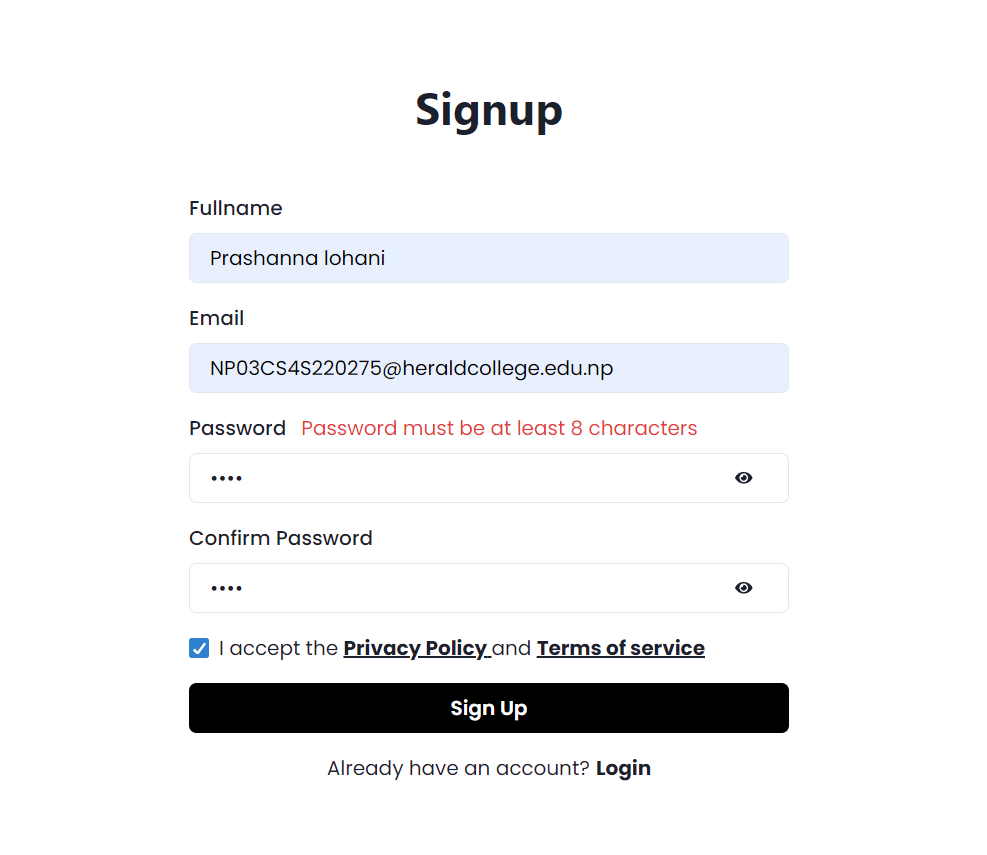 Signup
Fullname
Prashanna lohani
Email
NP03CS4S220275@heraldcollege.edu.np
Password Password must be at least 8 characters
••••
Confirm Password
••••
I accept the Privacy Policy and Terms of service
Sign Up
Already have an account? Login